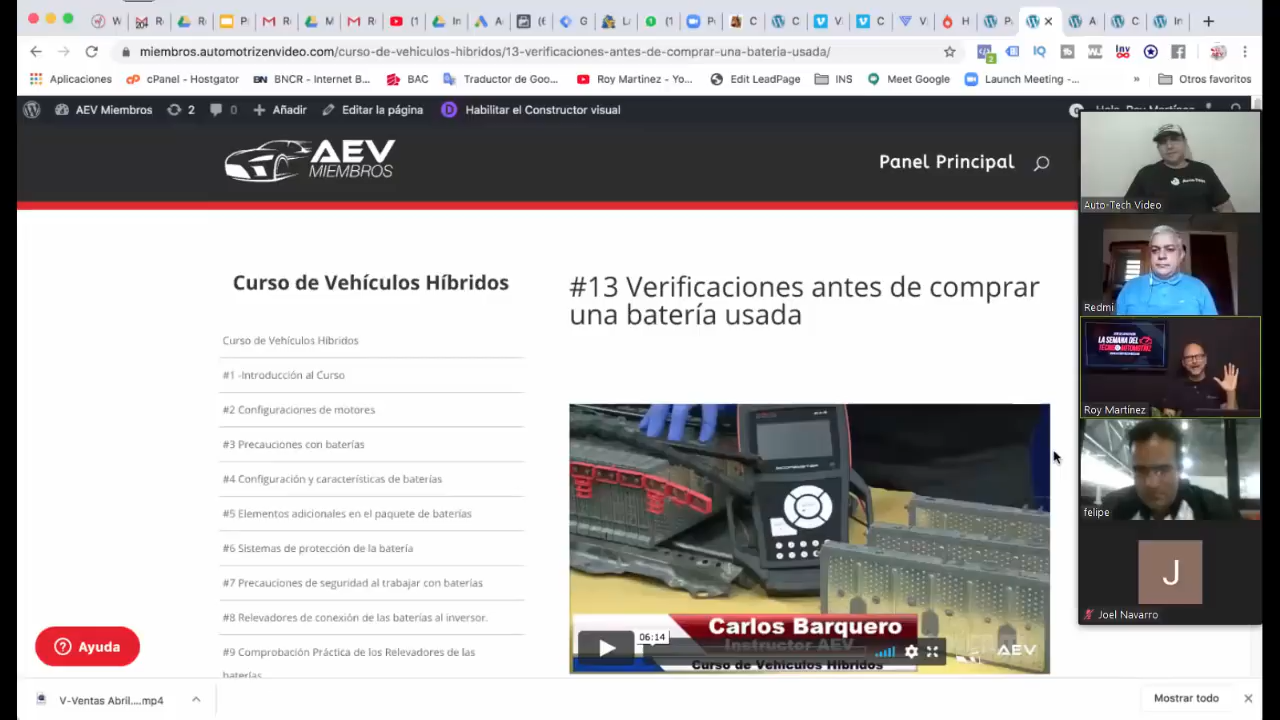 miembros.automotrizenvideo.com/curso-de-vehiculos-hibridos/13-verificaciones-antes-de-comprar-una-bateria-usada/
Aplicaciones
cPanel - Hostgator
BNCR - Internet B...
BAC
Traductor de Goo...
Roy Martinez - Yo...
Edit LeadPage
INS
Meet Google
Launch Meeting -...
»
Otros favoritos
AEV Miembros
2
0
Añadir
Editar la página
Habilitar el Constructor visual
AEV
MIEMBROS
Panel Principal
Curso de Vehículos Híbridos
Curso de Vehículos Híbridos
#1 -Introducción al Curso
#2 Configuraciones de motores
#3 Precauciones con baterías
#4 Configuración y características de baterías
#5 Elementos adicionales en el paquete de baterías
#6 Sistemas de protección de la batería
#7 Precauciones de seguridad al trabajar con baterías
#8 Relevadores de conexión de las baterías al inversor.
#9 Comprobación Práctica de los Relevadores de las
baterías
#13 Verificaciones antes de comprar
una batería usada
Carlos Barquero
Instructor AEV
Curso de Vehículos Híbridos
06:14
AEV
Auto-Tech Video
Redmi
LA SEMANA DEL
Roy Martínez
felipe
J
Joel Navarro
Ayuda
V-Ventas Abril....mp4
Mostrar todo